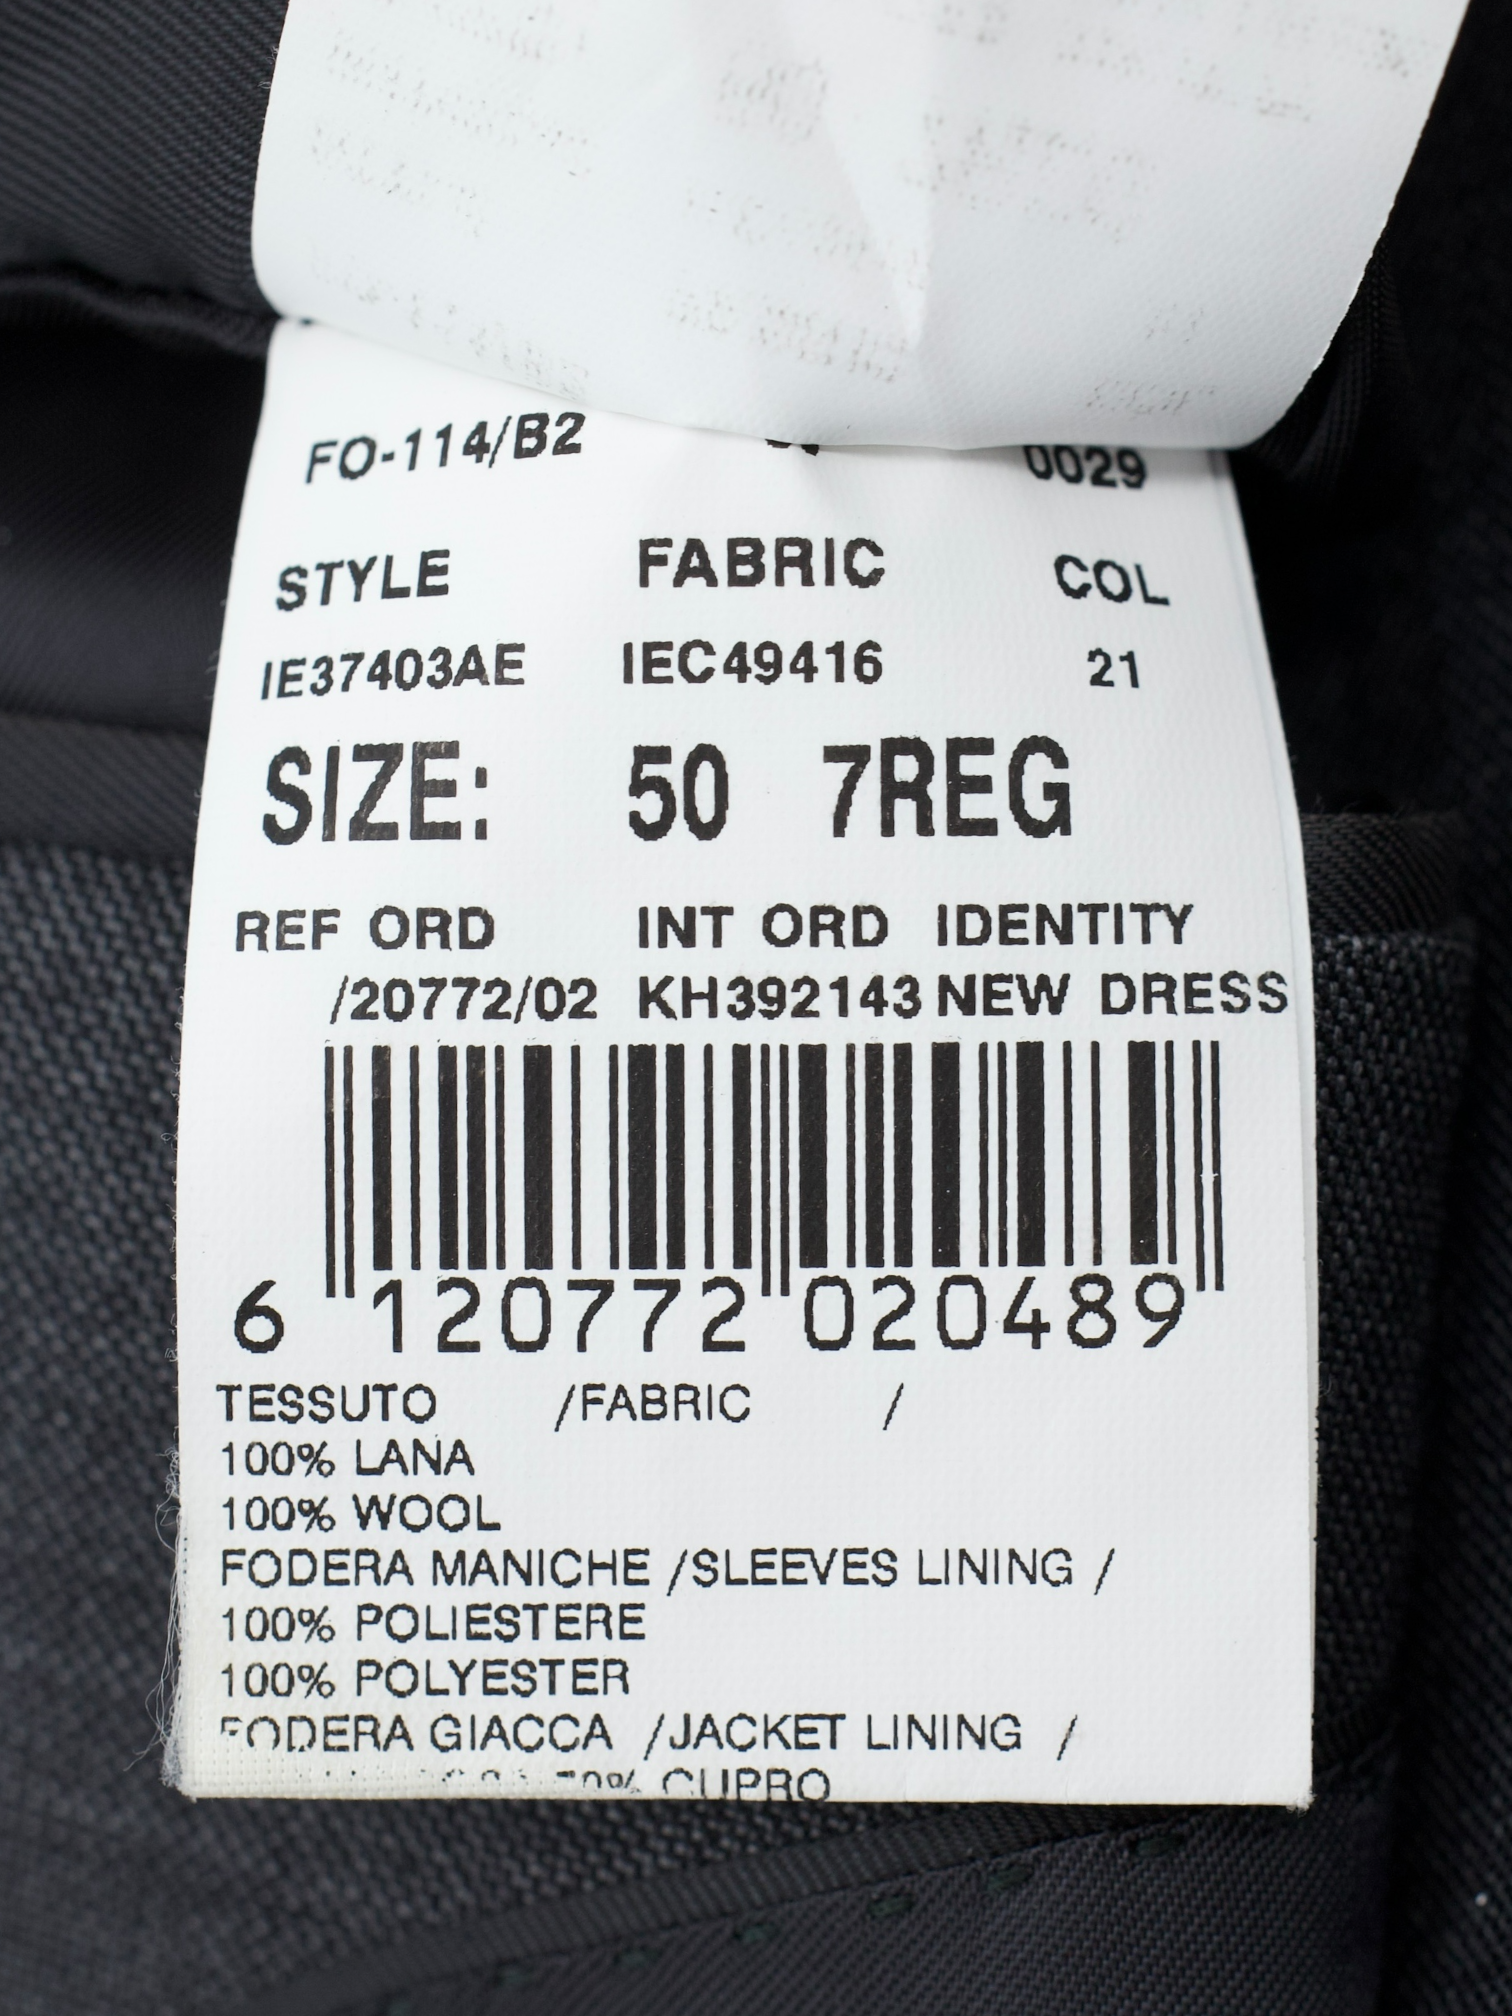 FO-114/B2 0029
STYLE FABRIC COL
IE37403AE IEC49416 21
SIZE: 50 7REG
REF ORD INT ORD IDENTITY
/20772/02 KH392143 NEW DRESS
6 120772 020489
TESSUTO /FABRIC /
100% LANA
100% WOOL
FODERA MANICHE /SLEEVES LINING /
100% POLIESTERE
100% POLYESTER
FODERA GIACCA /JACKET LINING /
CUPRO